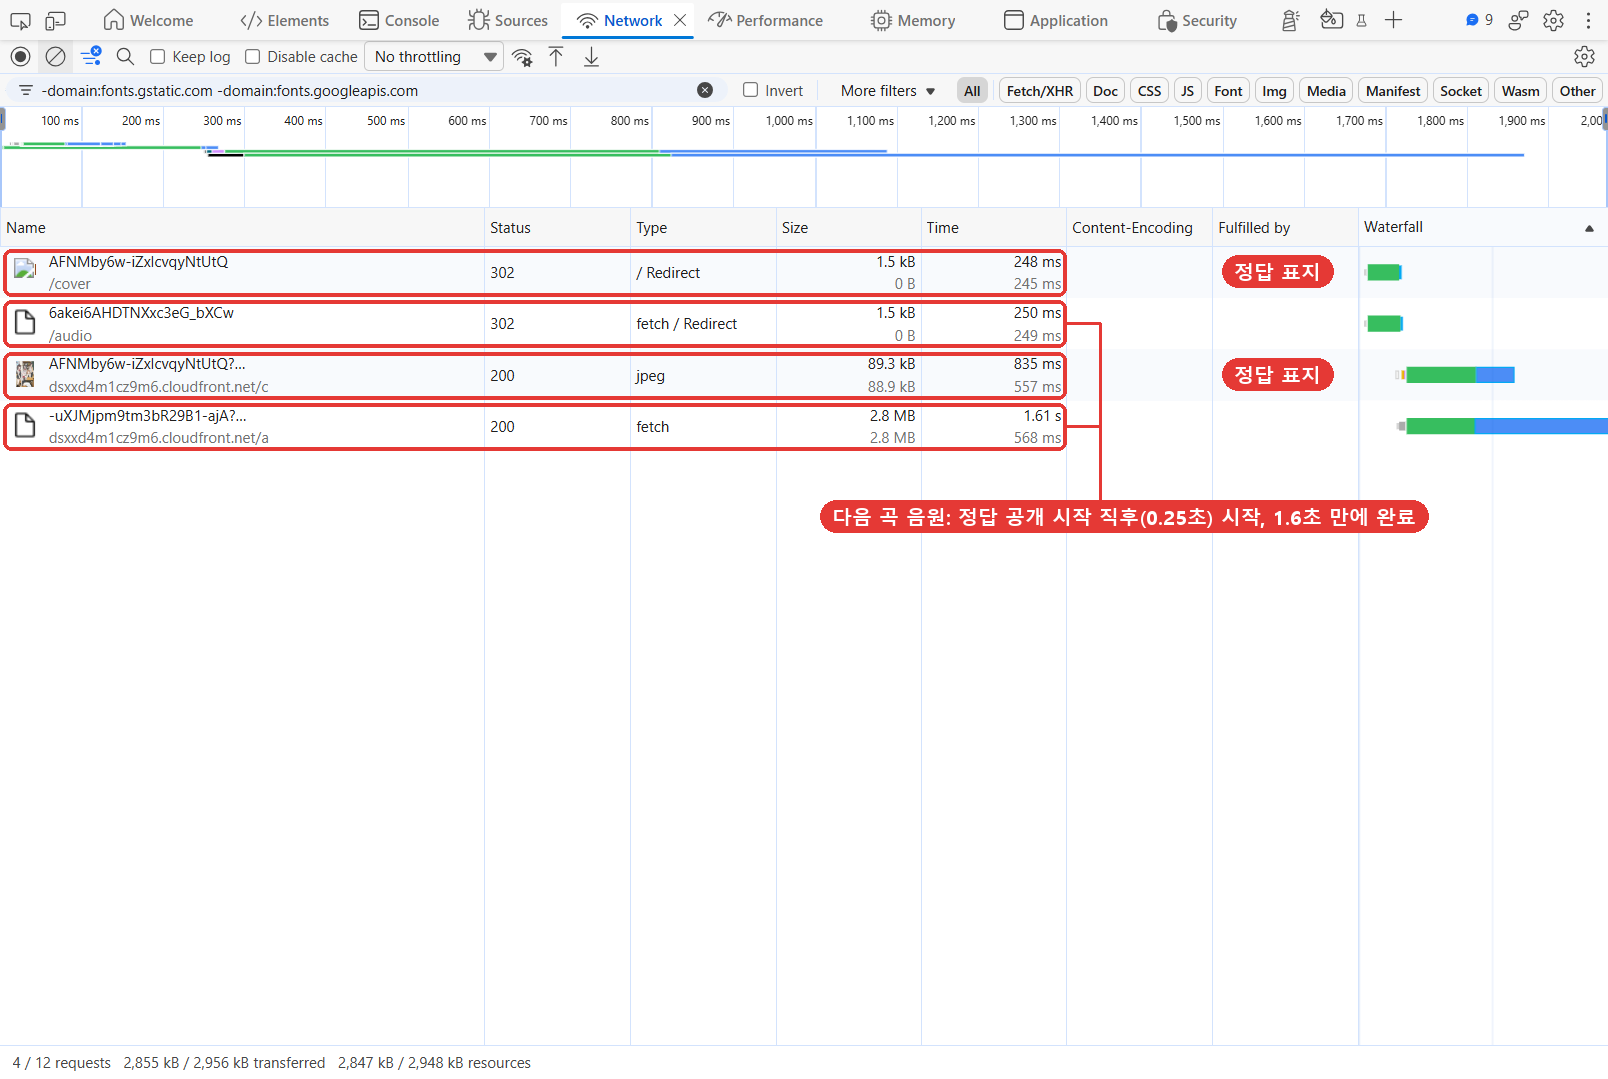 Welcome Elements Console Sources Network Performance Memory Application Security 9
Keep log Disable cache No throttling
-domain:fonts.gstatic.com -domain:fonts.googleapis.com Invert More filters All Fetch/XHR Doc CSS JS Font Img Media Manifest Socket Wasm Other
100 ms 200 ms 300 ms 400 ms 500 ms 600 ms 700 ms 800 ms 900 ms 1,000 ms 1,100 ms 1,200 ms 1,300 ms 1,400 ms 1,500 ms 1,600 ms 1,700 ms 1,800 ms 1,900 ms 2,00
Name Status Type Size Time Content-Encoding Fulfilled by Waterfall
AFNMby6w-iZxlcvqyNtUtQ 1.5 kB 248 ms
302 / Redirect 정답 표지
/cover 0 B 245 ms
6akei6AHDTNXxc3eG_bXCw 1.5 kB 250 ms
302 fetch / Redirect
/audio 0 B 249 ms
AFNMby6w-iZxlcvqyNtUtQ?... 89.3 kB 835 ms
200 jpeg 정답 표지
dsxxd4m1cz9m6.cloudfront.net/c 88.9 kB 557 ms
-uXJMjpm9tm3bR29B1-ajA?... 2.8 MB 1.61 s
200 fetch
dsxxd4m1cz9m6.cloudfront.net/a 2.8 MB 568 ms
다음 곡 음원: 정답 공개 시작 직후(0.25초) 시작, 1.6초 만에 완료
4 / 12 requests 2,855 kB / 2,956 kB transferred 2,847 kB / 2,948 kB resources